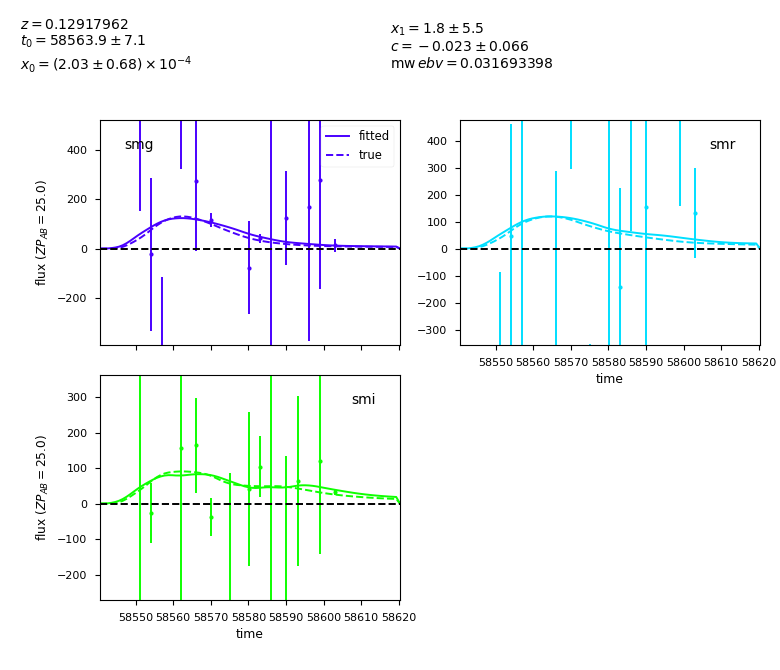 z = 0.12917962
t₀ = 58563.9 ± 7.1
x₀ = (2.03 ± 0.68) × 10⁻⁴
x₁ = 1.8 ± 5.5
c = −0.023 ± 0.066
mw ebv = 0.031693398
smg
fitted
true
400
200
0
−200
flux (ZP_AB = 25.0)
smr
400
300
200
100
0
−100
−200
−300
58550 58560 58570 58580 58590 58600 58610 58620
time
smi
300
200
100
0
−100
−200
flux (ZP_AB = 25.0)
58550 58560 58570 58580 58590 58600 58610 58620
time